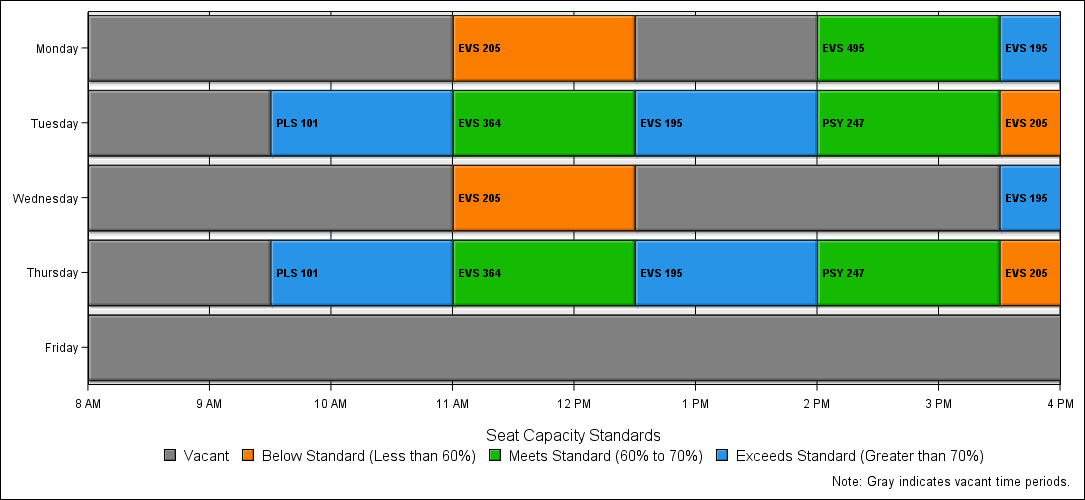 Monday
EVS 205
EVS 495
EVS 195
Tuesday
PLS 101
EVS 364
EVS 195
PSY 247
EVS 205
Wednesday
EVS 205
EVS 195
Thursday
PLS 101
EVS 364
EVS 195
PSY 247
EVS 205
Friday
8 AM 9 AM 10 AM 11 AM 12 PM 1 PM 2 PM 3 PM 4 PM
Seat Capacity Standards
Vacant Below Standard (Less than 60%) Meets Standard (60% to 70%) Exceeds Standard (Greater than 70%)
Note: Gray indicates vacant time periods.